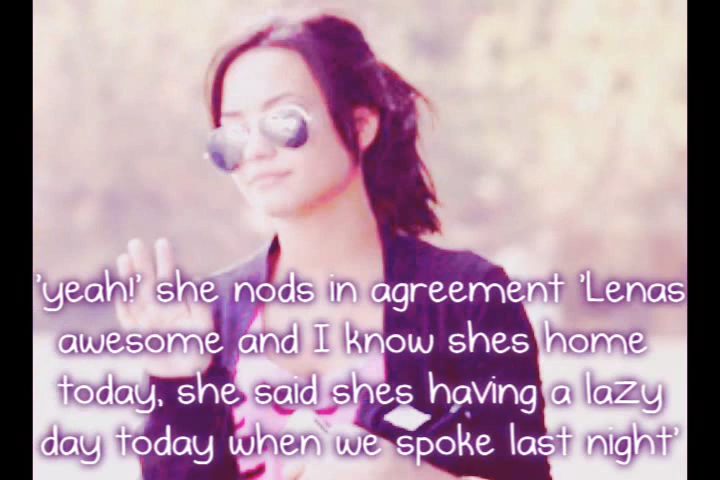 'yeah!' she nods in agreement 'Lenas
awesome and I know shes home
today, she said shes having a lazy
day today when we spoke last night'